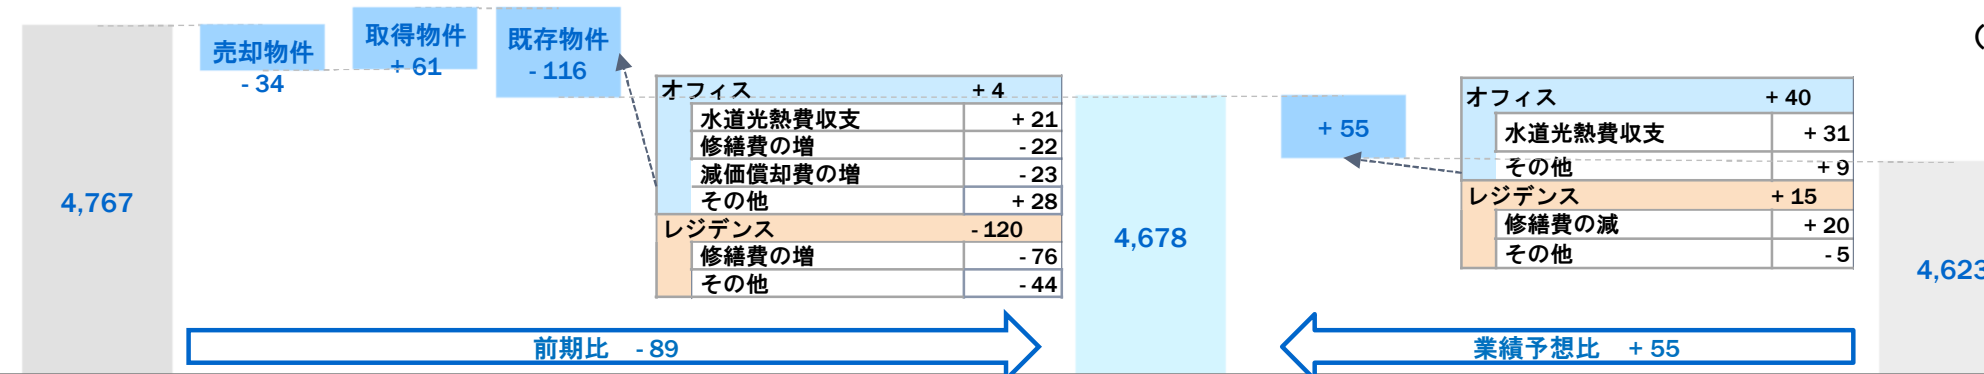 4,767
売却物件
- 34
取得物件
+ 61
既存物件
- 116
オフィス + 4
水道光熱費収支 + 21
修繕費の増 - 22
減価償却費の増 - 23
その他 + 28
レジデンス - 120
修繕費の増 - 76
その他 - 44
前期比 - 89
4,678
+ 55
オフィス + 40
水道光熱費収支 + 31
その他 + 9
レジデンス + 15
修繕費の減 + 20
その他 - 5
業績予想比 + 55
4,623